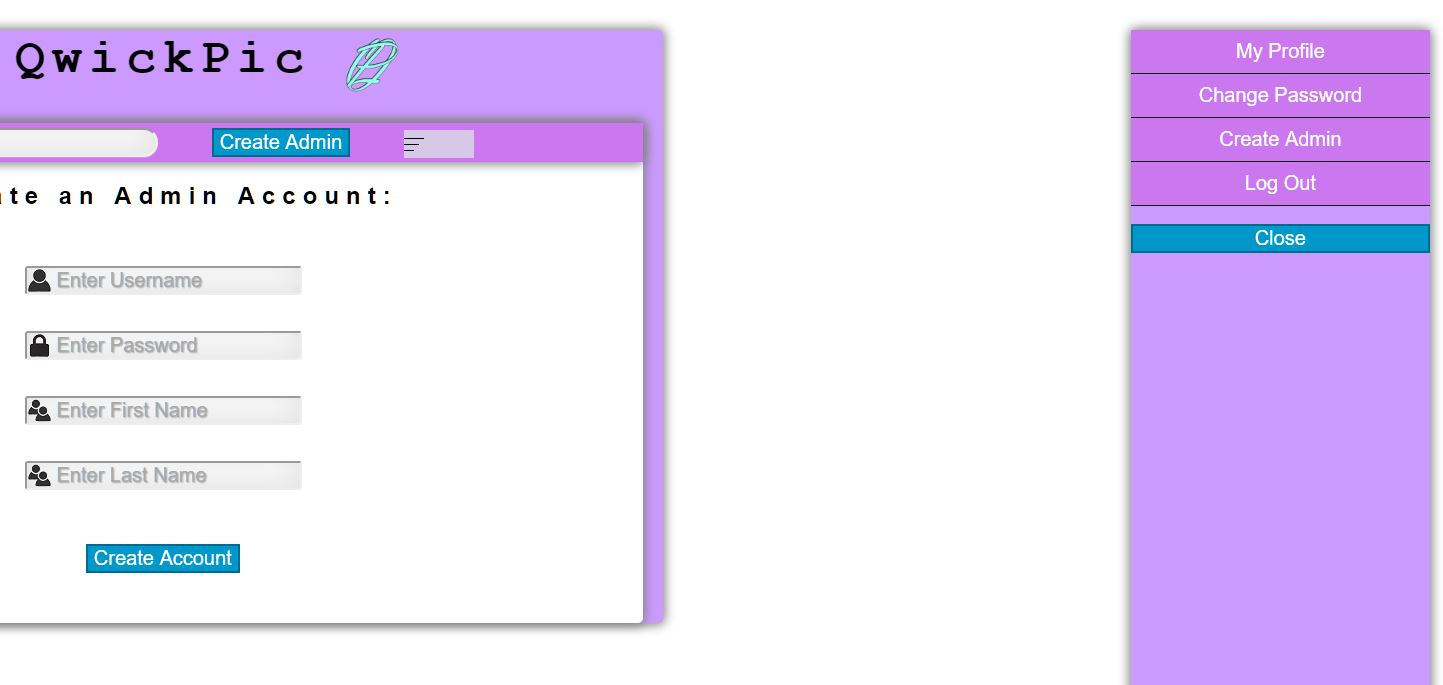 QwickPic
Create Admin
ate an Admin Account:
Enter Username
Enter Password
Enter First Name
Enter Last Name
Create Account
My Profile
Change Password
Create Admin
Log Out
Close